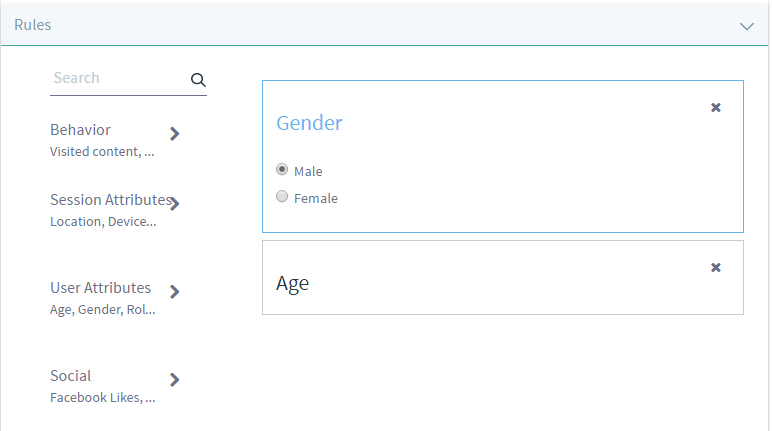 Rules
Search
Behavior
Visited content, ...
Session Attributes
Location, Device...
User Attributes
Age, Gender, Rol...
Social
Facebook Likes, ...
Gender
Male
Female
Age